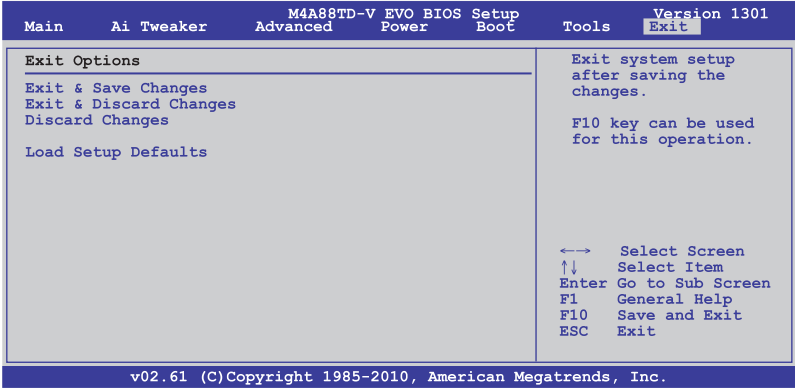 M4A88TD-V EVO BIOS Setup Version 1301
Main Ai Tweaker Advanced Power Boot Tools Exit
Exit Options
Exit & Save Changes
Exit & Discard Changes
Discard Changes
Load Setup Defaults
Exit system setup
after saving the
changes.
F10 key can be used
for this operation.
←→ Select Screen
↑↓ Select Item
Enter Go to Sub Screen
F1 General Help
F10 Save and Exit
ESC Exit
v02.61 (C)Copyright 1985-2010, American Megatrends, Inc.